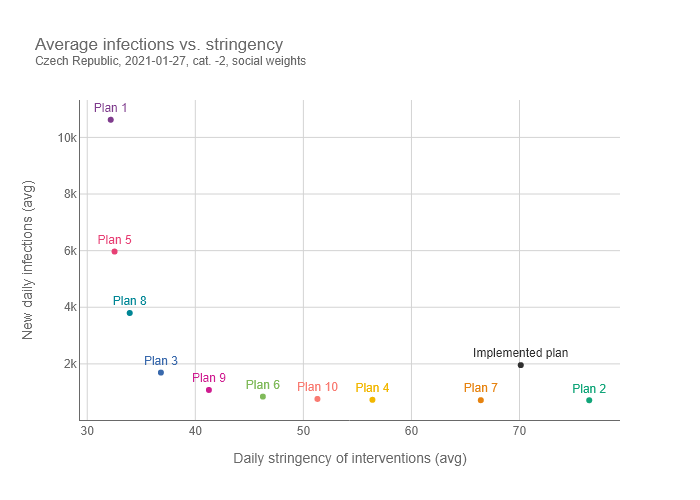 Average infections vs. stringency
Czech Republic, 2021-01-27, cat. -2, social weights
Plan 1
10k
8k
Plan 5
6k
Plan 8
4k
Plan 3
Implemented plan
2k
Plan 9
Plan 6
Plan 10
Plan 4
Plan 7
Plan 2
New daily infections (avg)
30
40
50
60
70
Daily stringency of interventions (avg)